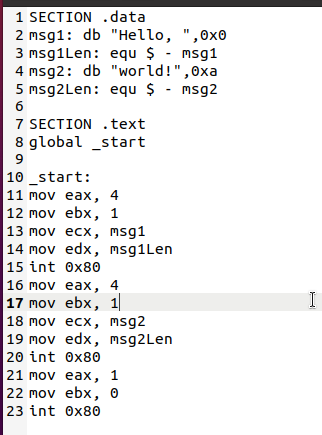 1 SECTION .data
2 msg1: db "Hello, ",0x0
3 msg1Len: equ $ - msg1
4 msg2: db "world!",0xa
5 msg2Len: equ $ - msg2
6
7 SECTION .text
8 global _start
9
10 _start:
11 mov eax, 4
12 mov ebx, 1
13 mov ecx, msg1
14 mov edx, msg1Len
15 int 0x80
16 mov eax, 4
17 mov ebx, 1
18 mov ecx, msg2
19 mov edx, msg2Len
20 int 0x80
21 mov eax, 1
22 mov ebx, 0
23 int 0x80